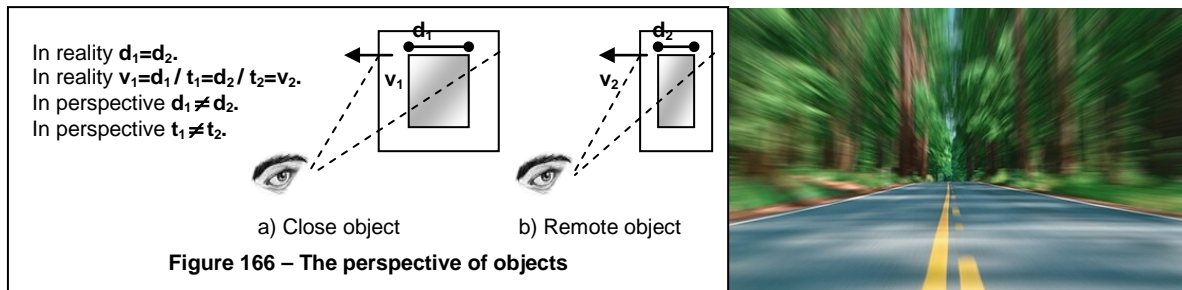 In reality d₁=d₂.
In reality v₁=d₁ / t₁=d₂ / t₂=v₂.
In perspective d₁≠d₂.
In perspective t₁≠t₂.
d₁
v₁
d₂
v₂
a) Close object
b) Remote object
Figure 166 – The perspective of objects